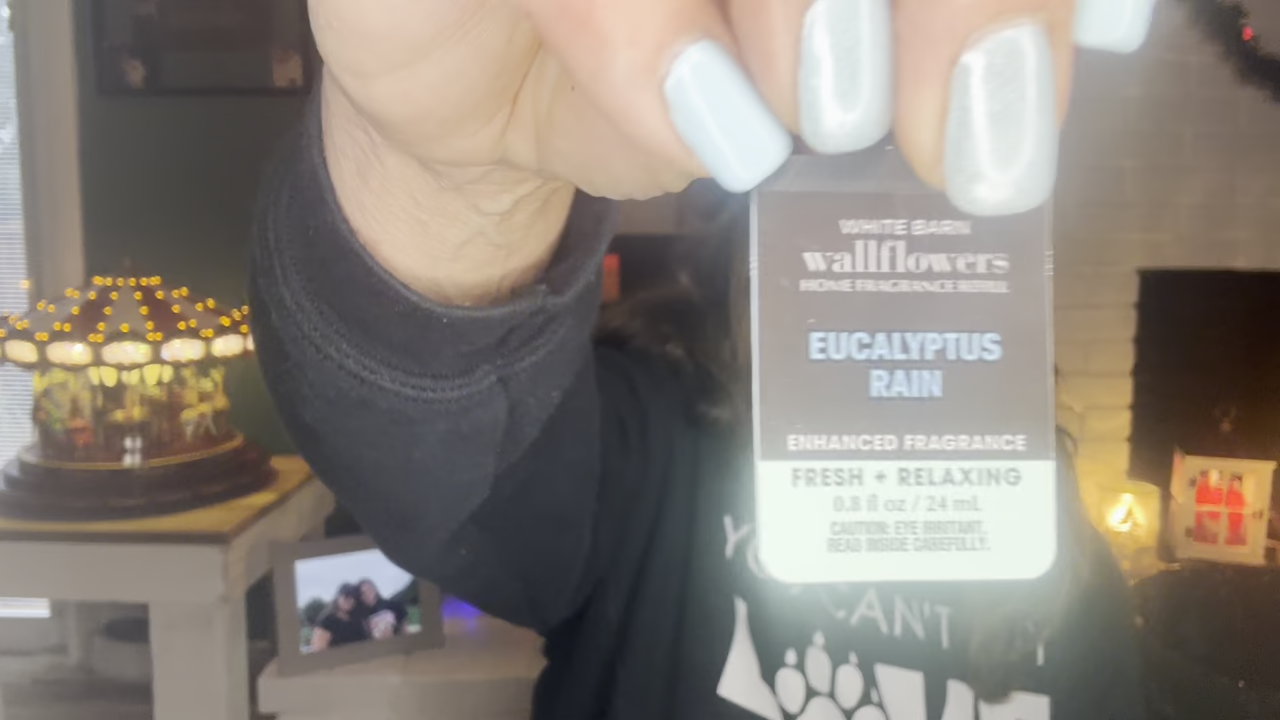 WHITE BARN
wallflowers
HOME FRAGRANCE REFILL
EUCALYPTUS
RAIN
ENHANCED FRAGRANCE
FRESH + RELAXING
0.8 fl oz / 24 mL
CAUTION: EYE IRRITANT.
READ INSIDE CAREFULLY.
CAN'T